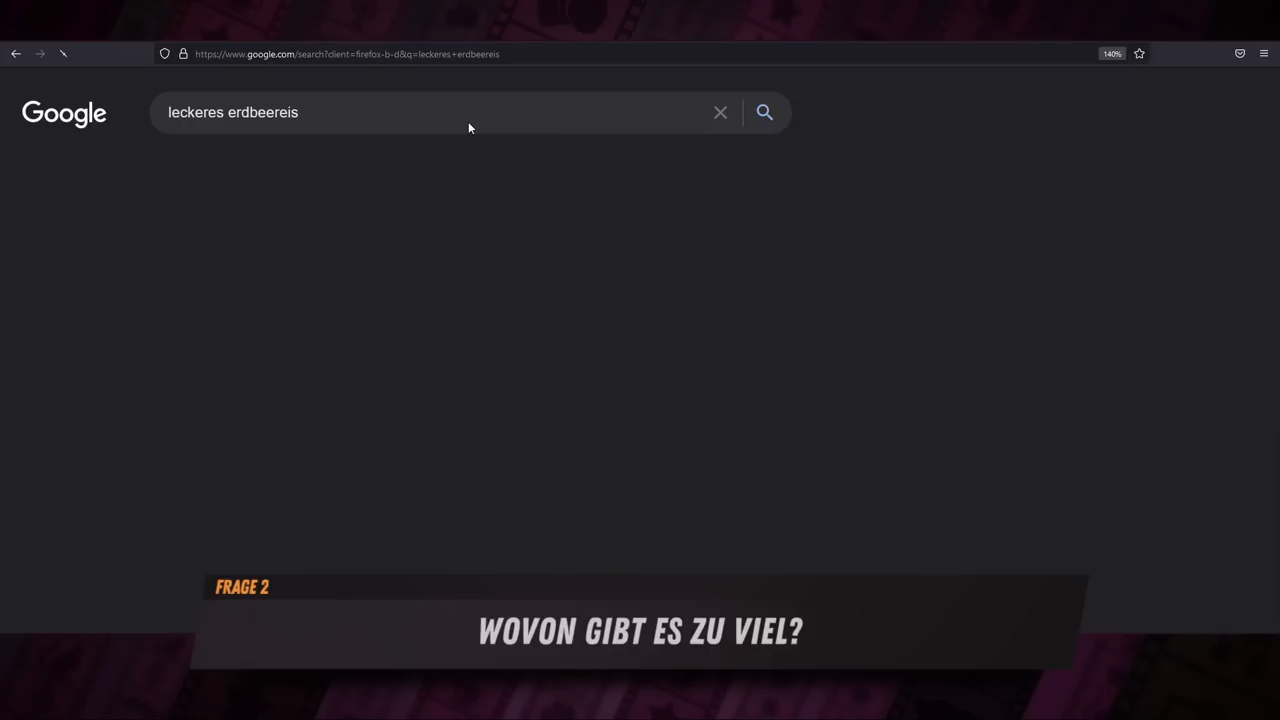 https://www.google.com/search?client=firefox-b-d&q=leckeres+erdbeereis
140%
Google
leckeres erdbeereis
FRAGE 2
WOVON GIBT ES ZU VIEL?